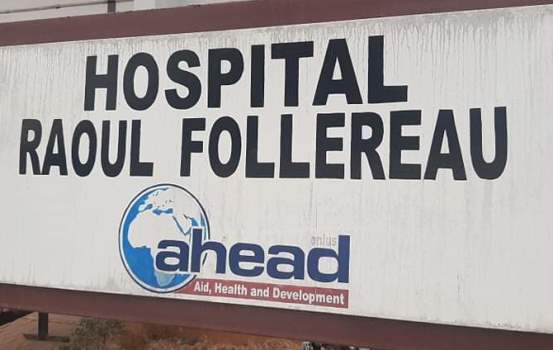 HOSPITAL
RAOUL FOLLEREAU
onlus
ahead
Aid, Health and Development